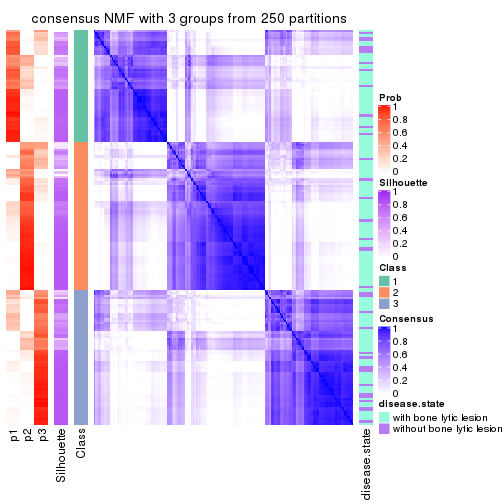 consensus NMF with 3 groups from 250 partitions
p1
p2
p3
Silhouette
Class
disease.state
Prob
1
0.8
0.6
0.4
0.2
0
Silhouette
1
0.8
0.6
0.4
0.2
0
Class
1
2
3
Consensus
1
0.8
0.6
0.4
0.2
0
disease.state
with bone lytic lesion
without bone lytic lesion